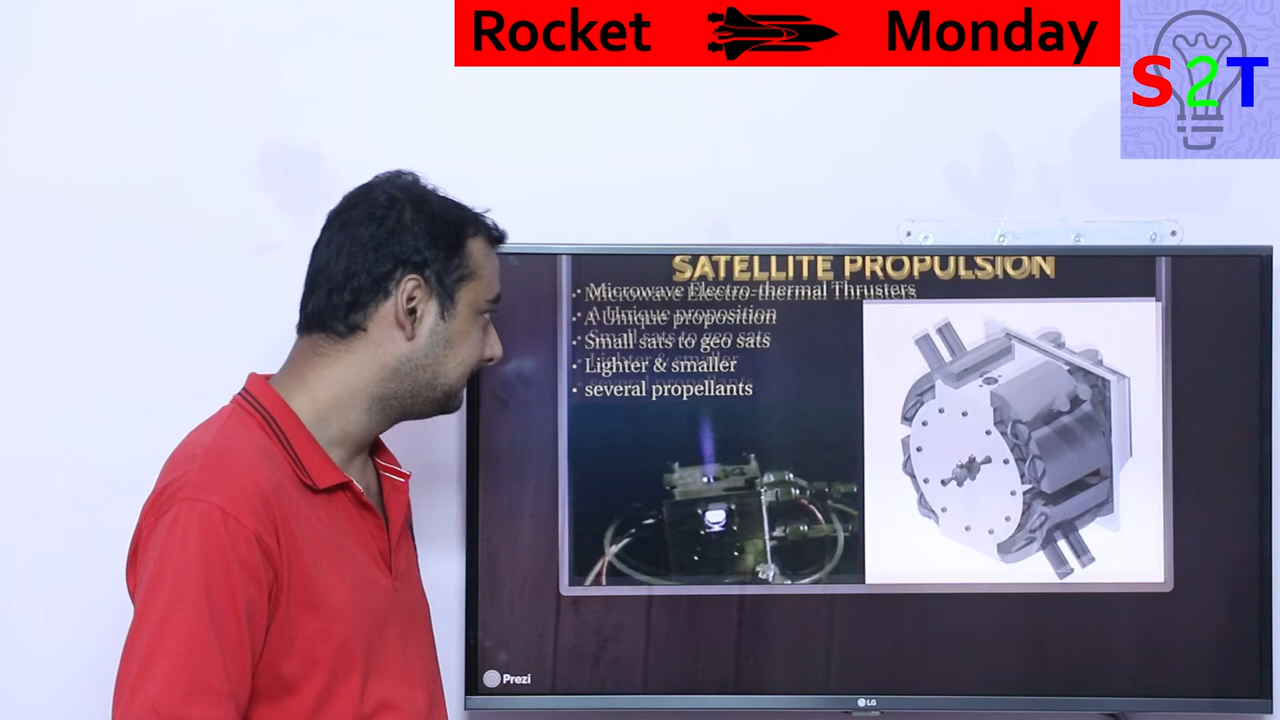 Rocket Monday
S2T
SATELLITE PROPULSION
• Microwave Electro-thermal Thrusters
• A Unique proposition
• Small sats to geo sats
• Lighter & smaller
• several propellants
Prezi
LG